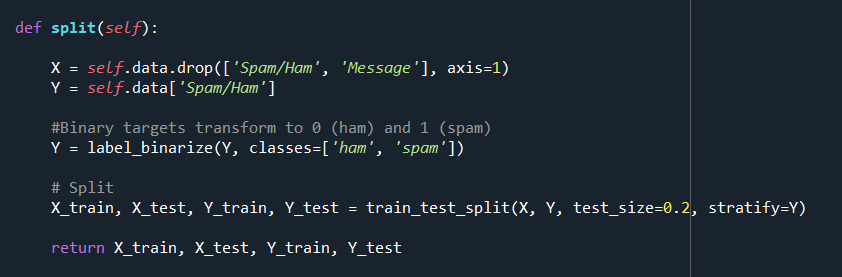 def split(self):
X = self.data.drop(['Spam/Ham', 'Message'], axis=1)
Y = self.data['Spam/Ham']
#Binary targets transform to 0 (ham) and 1 (spam)
Y = label_binarize(Y, classes=['ham', 'spam'])
# Split
X_train, X_test, Y_train, Y_test = train_test_split(X, Y, test_size=0.2, stratify=Y)
return X_train, X_test, Y_train, Y_test